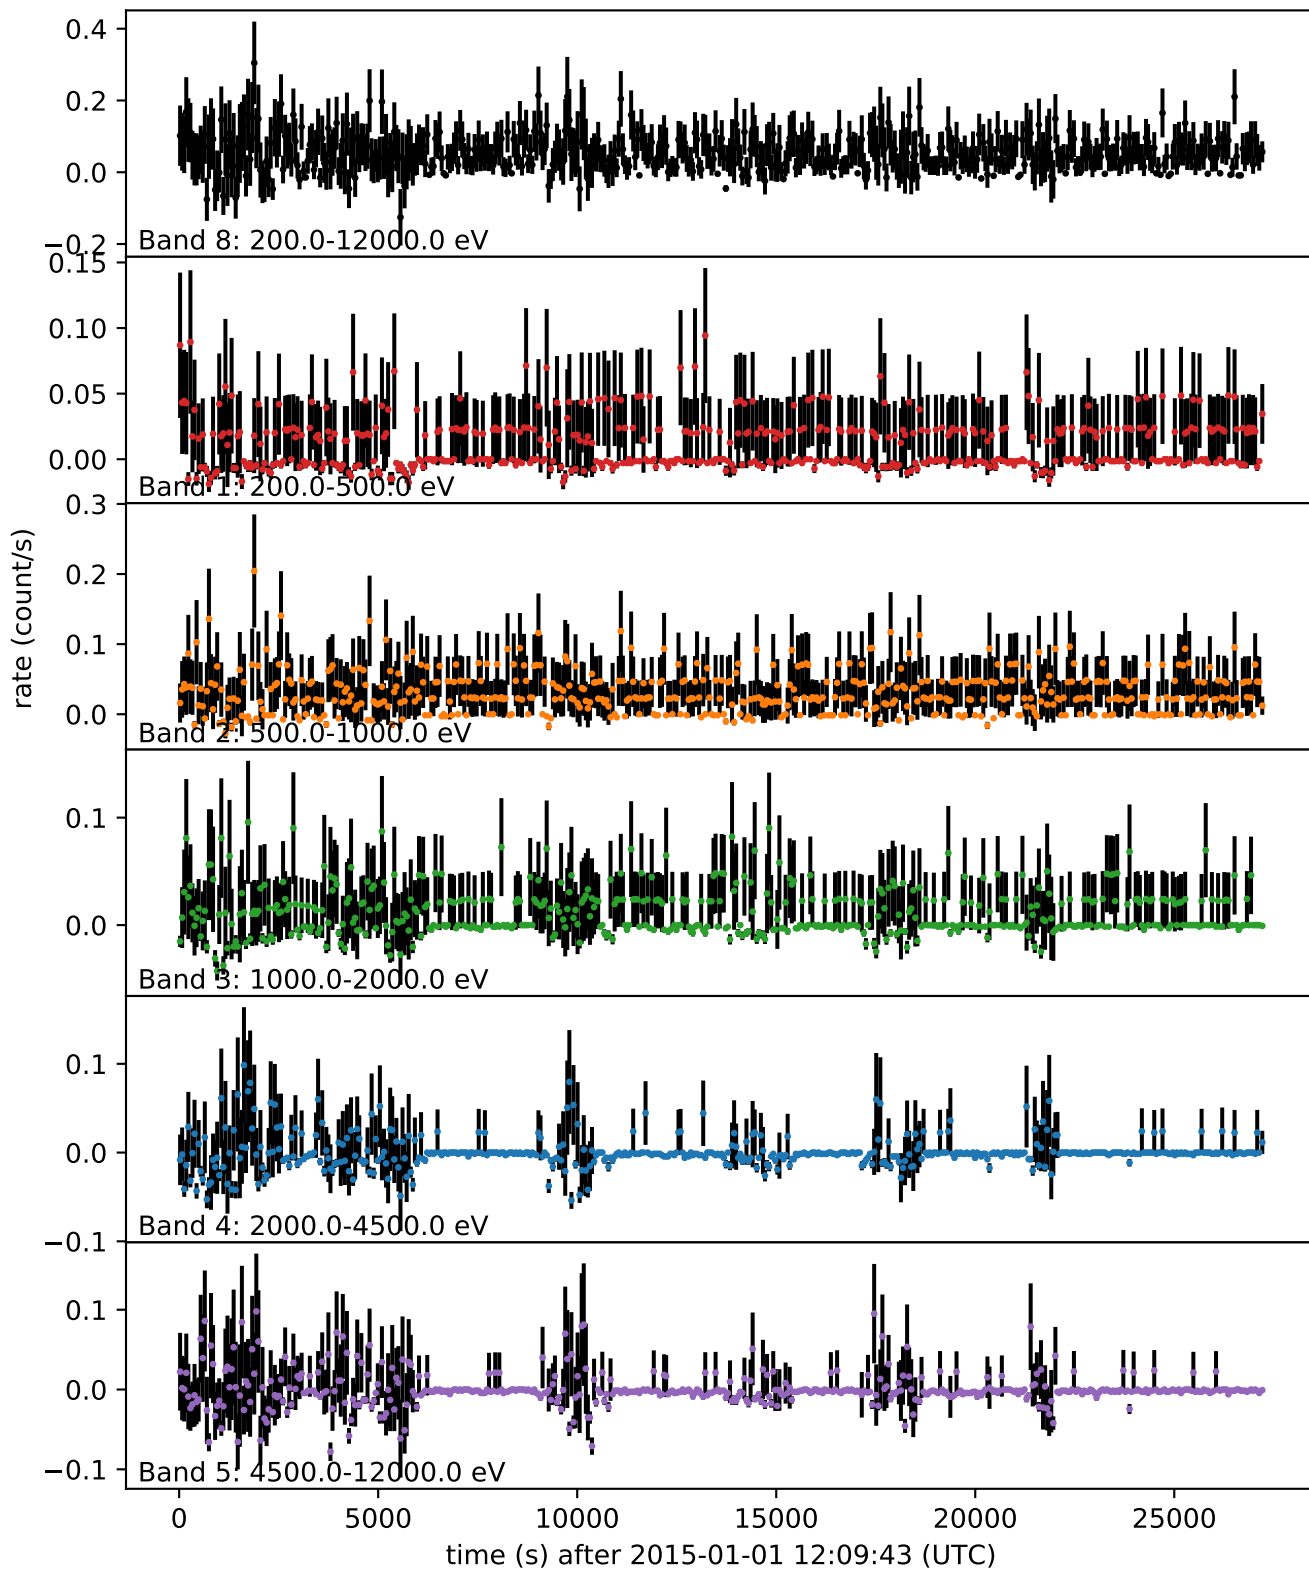 0.4
0.2
0.0
−0.2
Band 8: 200.0-12000.0 eV
0.15
0.10
0.05
0.00
Band 1: 200.0-500.0 eV
0.3
0.2
0.1
0.0
Band 2: 500.0-1000.0 eV
rate (count/s)
0.1
0.0
Band 3: 1000.0-2000.0 eV
0.1
0.0
−0.1
Band 4: 2000.0-4500.0 eV
0.1
0.0
−0.1
Band 5: 4500.0-12000.0 eV
0 5000 10000 15000 20000 25000
time (s) after 2015-01-01 12:09:43 (UTC)